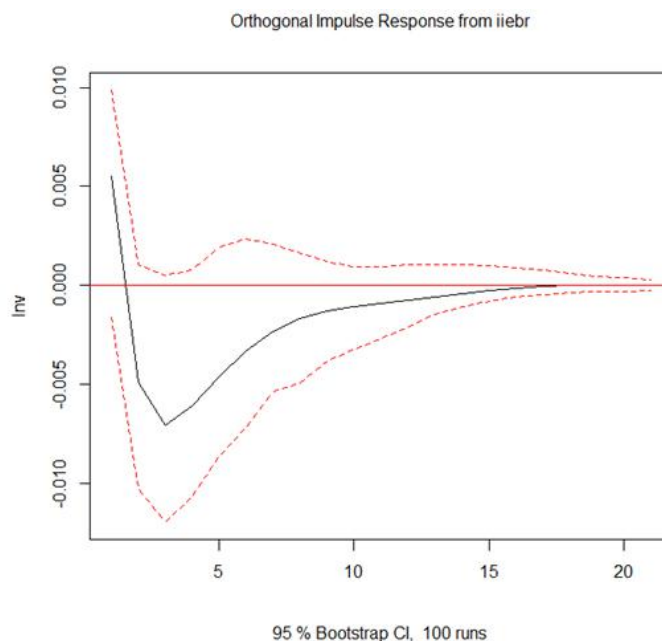 Orthogonal Impulse Response from iiebr
0.010
0.005
0.000
-0.005
-0.010
Inv
5 10 15 20
95 % Bootstrap CI, 100 runs